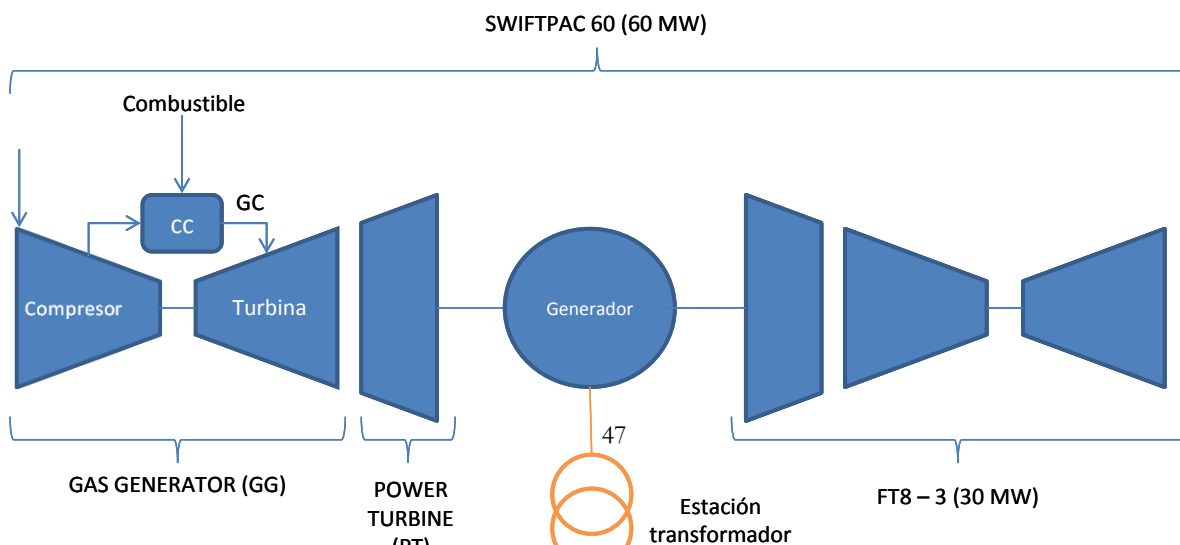 SWIFTPAC 60 (60 MW)
Combustible
GC
CC
Compresor
Turbina
Generador
47
GAS GENERATOR (GG)
POWER
TURBINE
(PT)
Estación
transformador
FT8 – 3 (30 MW)